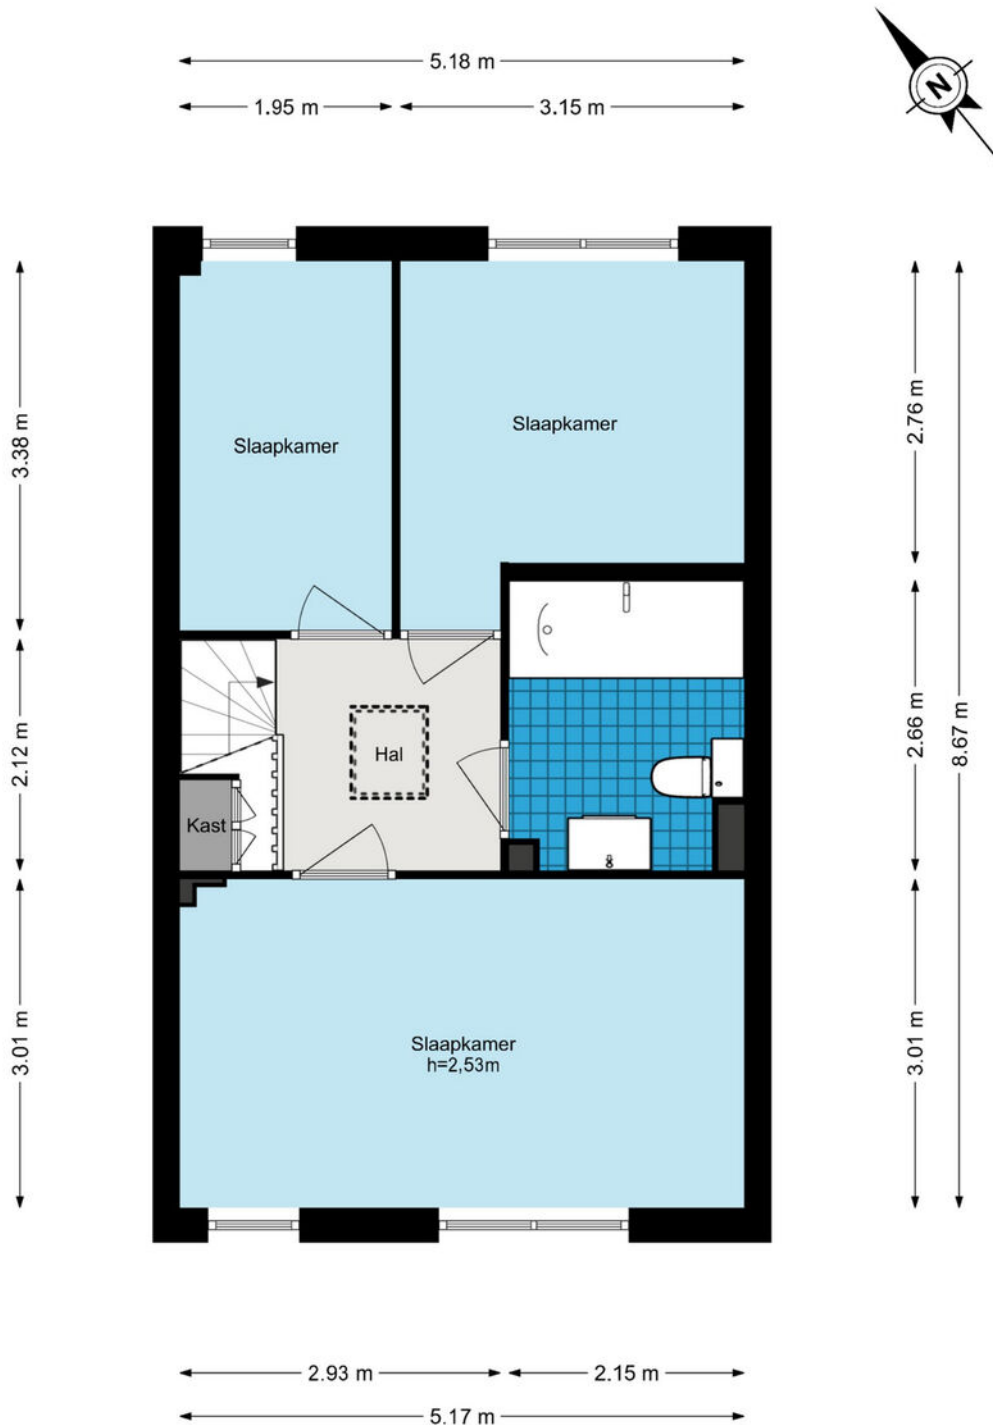 5.18 m
1.95 m
3.15 m
N
3.38 m
2.12 m
3.01 m
Slaapkamer
Slaapkamer
2.76 m
2.66 m
8.67 m
3.01 m
Hal
Kast
Slaapkamer
h=2,53m
2.93 m
2.15 m
5.17 m